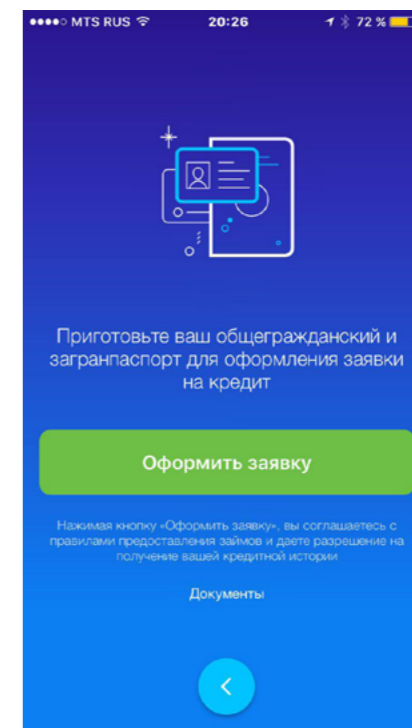 MTS RUS 20:26 72 %
Приготовьте ваш общегражданский и
загранпаспорт для оформления заявки
на кредит
Оформить заявку
Нажимая кнопку «Оформить заявку», вы соглашаетесь с
правилами предоставления займов и даете разрешение на
получение вашей кредитной истории
Документы